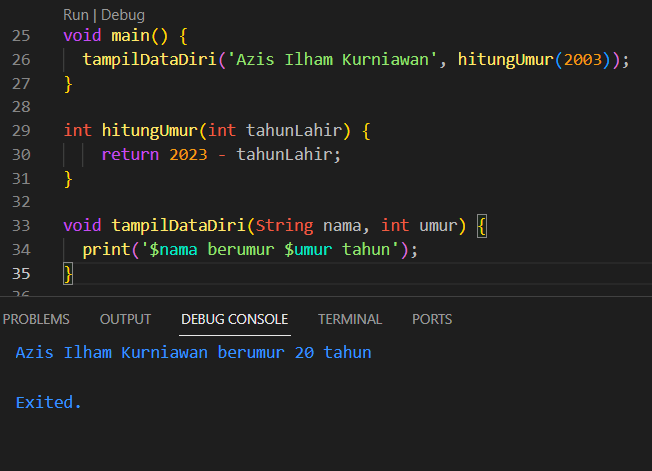 Run | Debug
25 void main() {
26 tampilDataDiri('Azis Ilham Kurniawan', hitungUmur(2003));
27 }
28
29 int hitungUmur(int tahunLahir) {
30 return 2023 - tahunLahir;
31 }
32
33 void tampilDataDiri(String nama, int umur) {
34 print('$nama berumur $umur tahun');
35 }
36
PROBLEMS OUTPUT DEBUG CONSOLE TERMINAL PORTS
Azis Ilham Kurniawan berumur 20 tahun
Exited.